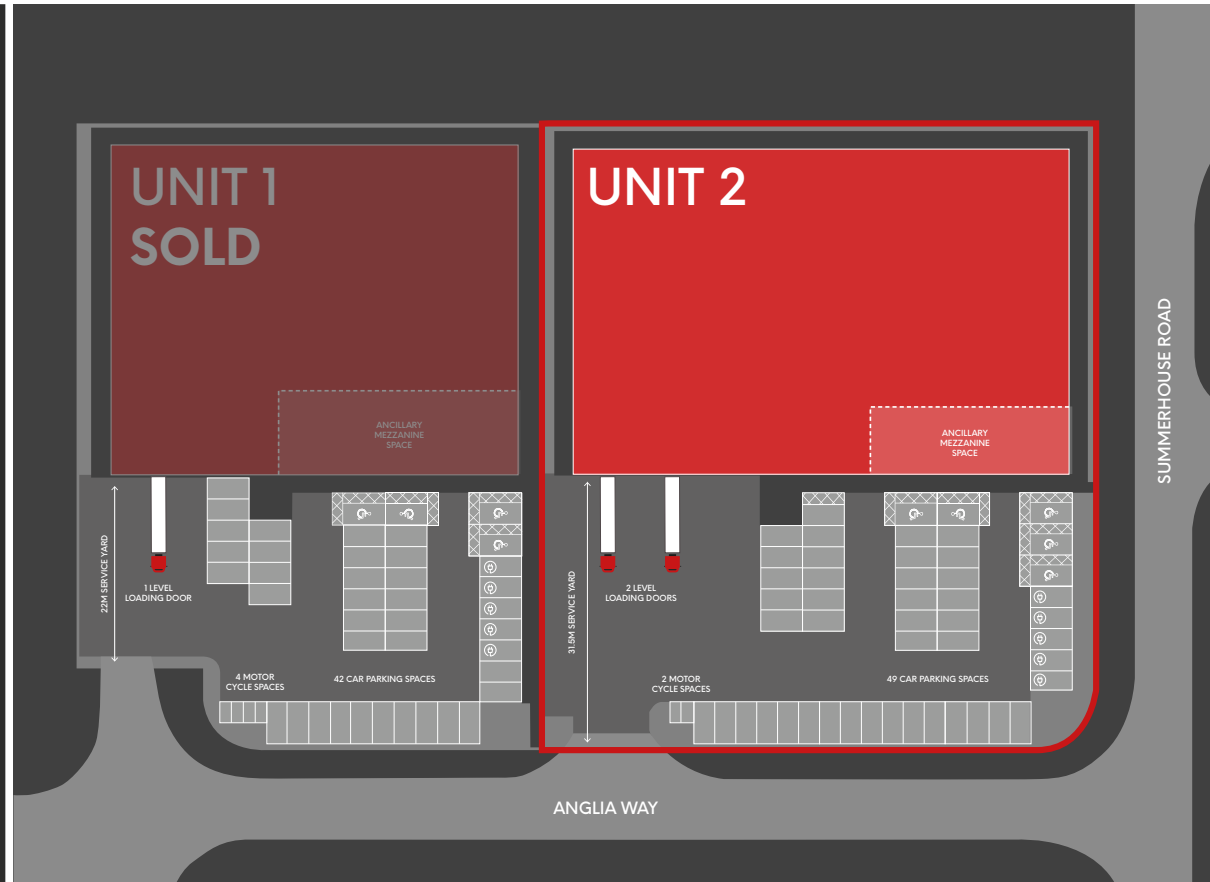 UNIT 1
SOLD
ANCILLARY
MEZZANINE
SPACE
22M SERVICE YARD
1 LEVEL
LOADING DOOR
4 MOTOR
CYCLE SPACES
42 CAR PARKING SPACES
UNIT 2
ANCILLARY
MEZZANINE
SPACE
31.5M SERVICE YARD
2 LEVEL
LOADING DOORS
2 MOTOR
CYCLE SPACES
49 CAR PARKING SPACES
SUMMERHOUSE ROAD
ANGLIA WAY